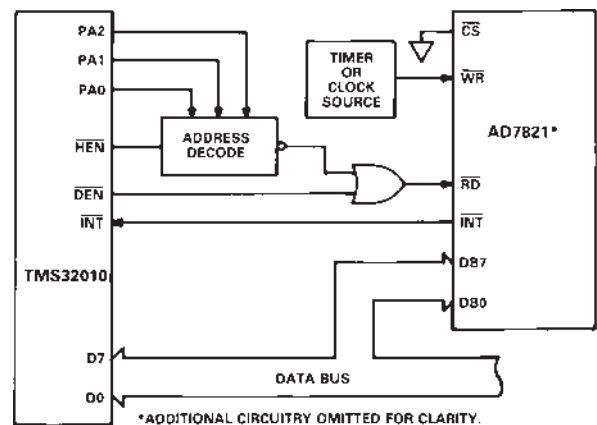 PA2
PA1
PA0
HEN
DEN
INT
TMS32010
D7
D0
ADDRESS
DECODE
TIMER
OR
CLOCK
SOURCE
CS
WR
AD7821*
RD
INT
DB7
DB0
DATA BUS
*ADDITIONAL CIRCUITRY OMITTED FOR CLARITY.